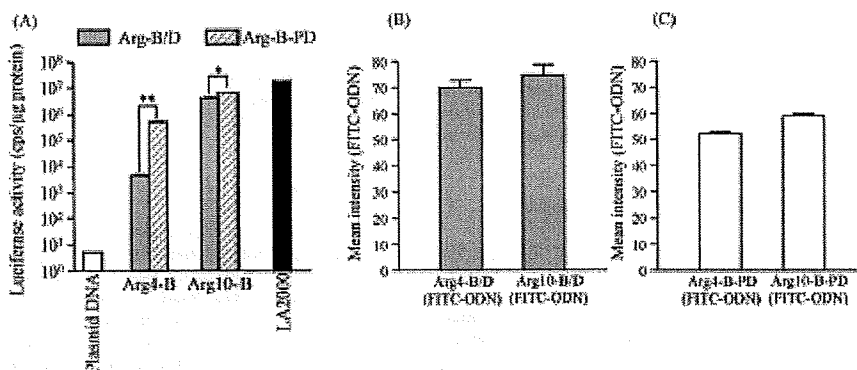 (A)
Arg-B/D
Arg-B-PD
Luciferase activity (cps/μg protein)
10⁸
10⁷
10⁶
10⁵
10⁴
10³
10²
10¹
10⁰
**
*
Plasmid DNA
Arg4-B
Arg10-B
LA2000
(B)
Mean intensity (FITC-ODN)
80
70
60
50
40
30
20
10
0
Arg4-B/D
(FITC-ODN)
Arg10-B/D
(FITC-ODN)
(C)
Mean intensity (FITC-ODN)
80
70
60
50
40
30
20
10
0
Arg4-B-PD
(FITC-ODN)
Arg10-B-PD
(FITC-ODN)